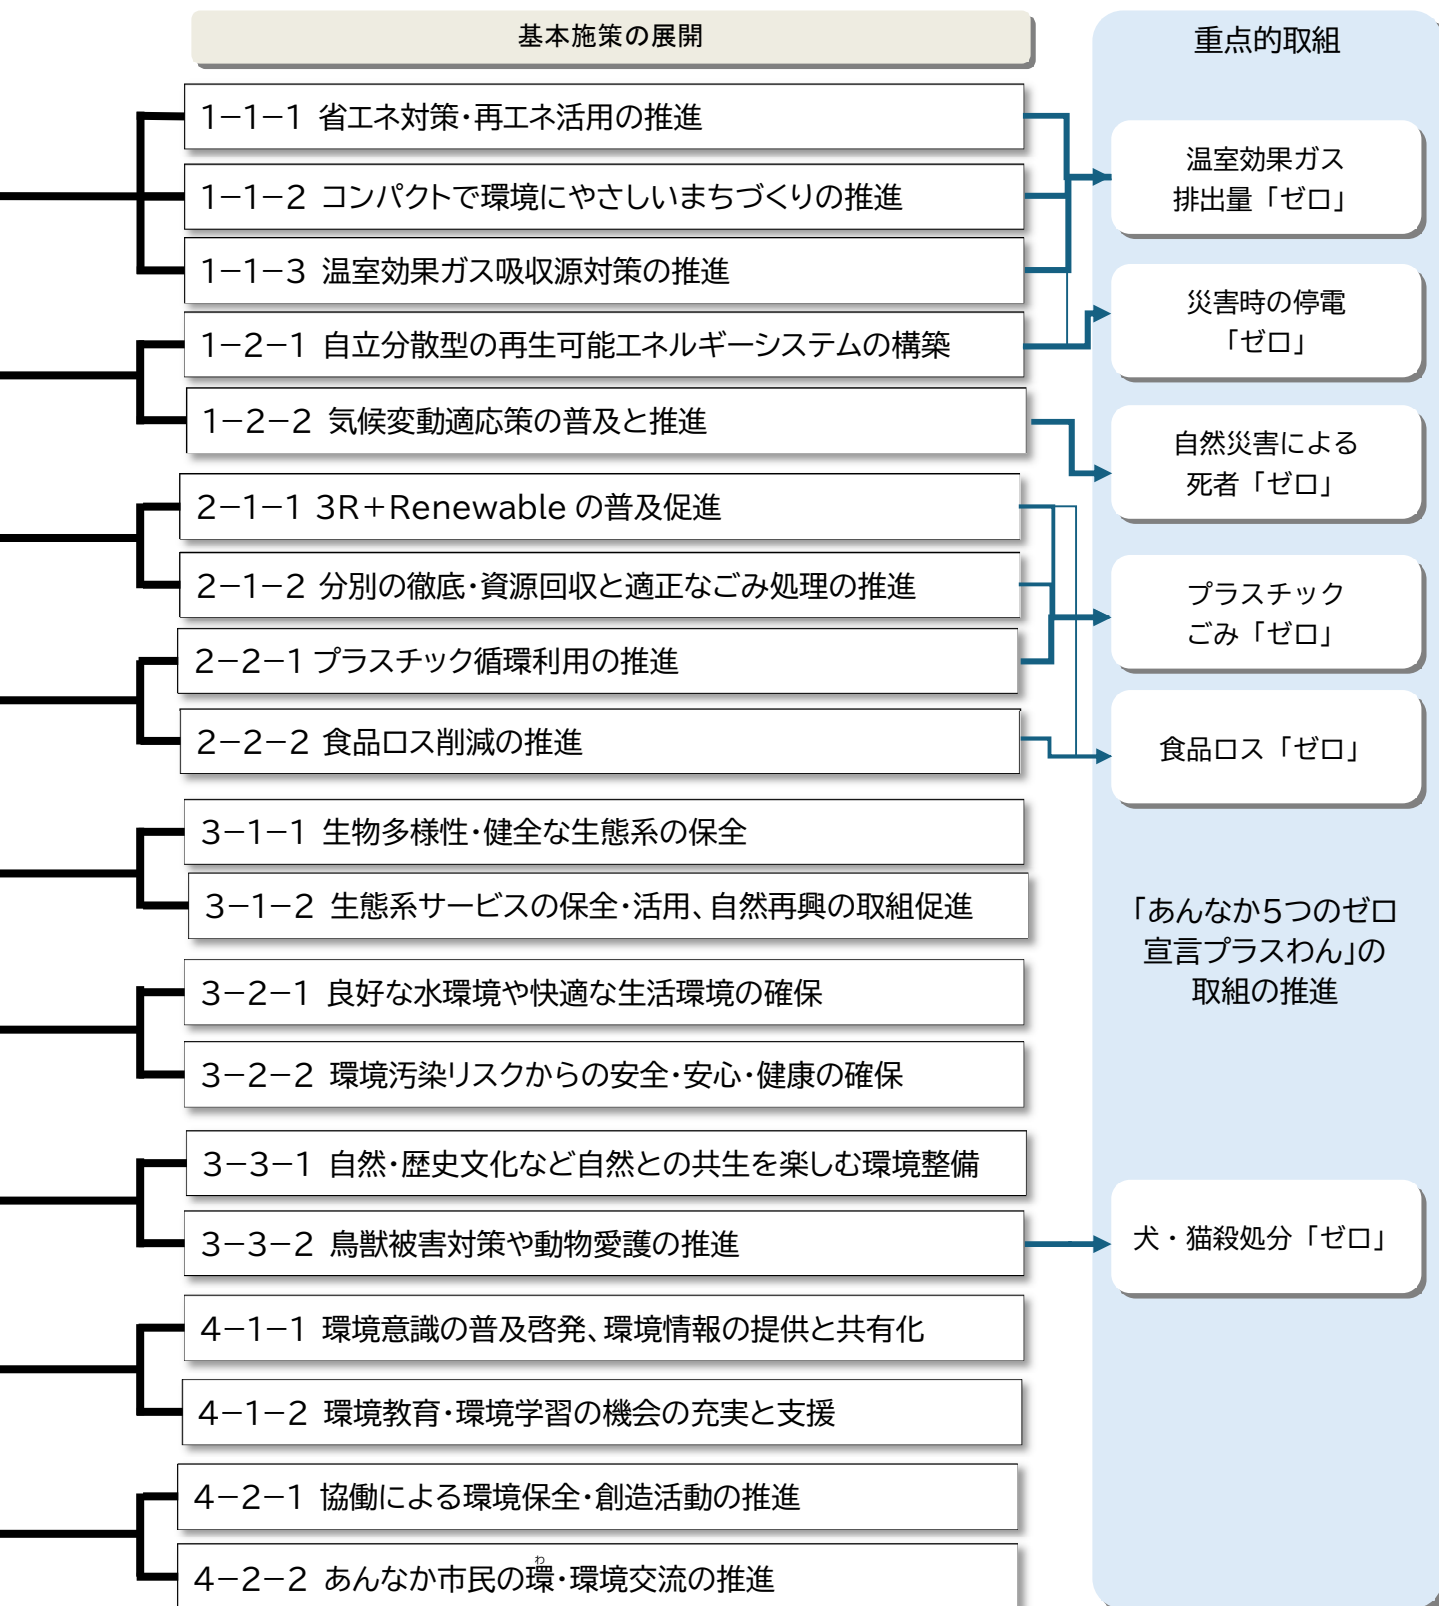 基本施策の展開
1－1－1 省エネ対策・再エネ活用の推進
1－1－2 コンパクトで環境にやさしいまちづくりの推進
1－1－3 温室効果ガス吸収源対策の推進
1－2－1 自立分散型の再生可能エネルギーシステムの構築
1－2－2 気候変動適応策の普及と推進
2－1－1 3R＋Renewable の普及促進
2－1－2 分別の徹底・資源回収と適正なごみ処理の推進
2－2－1 プラスチック循環利用の推進
2－2－2 食品ロス削減の推進
3－1－1 生物多様性・健全な生態系の保全
3－1－2 生態系サービスの保全・活用、自然再興の取組促進
3－2－1 良好な水環境や快適な生活環境の確保
3－2－2 環境汚染リスクからの安全・安心・健康の確保
3－3－1 自然・歴史文化など自然との共生を楽しむ環境整備
3－3－2 鳥獣被害対策や動物愛護の推進
4－1－1 環境意識の普及啓発、環境情報の提供と共有化
4－1－2 環境教育・環境学習の機会の充実と支援
4－2－1 協働による環境保全・創造活動の推進
わ
4－2－2 あんなか市民の環・環境交流の推進
重点的取組
温室効果ガス
排出量「ゼロ」
災害時の停電
「ゼロ」
自然災害による
死者「ゼロ」
プラスチック
ごみ「ゼロ」
食品ロス「ゼロ」
「あんなか5つのゼロ
宣言プラスわん」の
取組の推進
犬・猫殺処分「ゼロ」